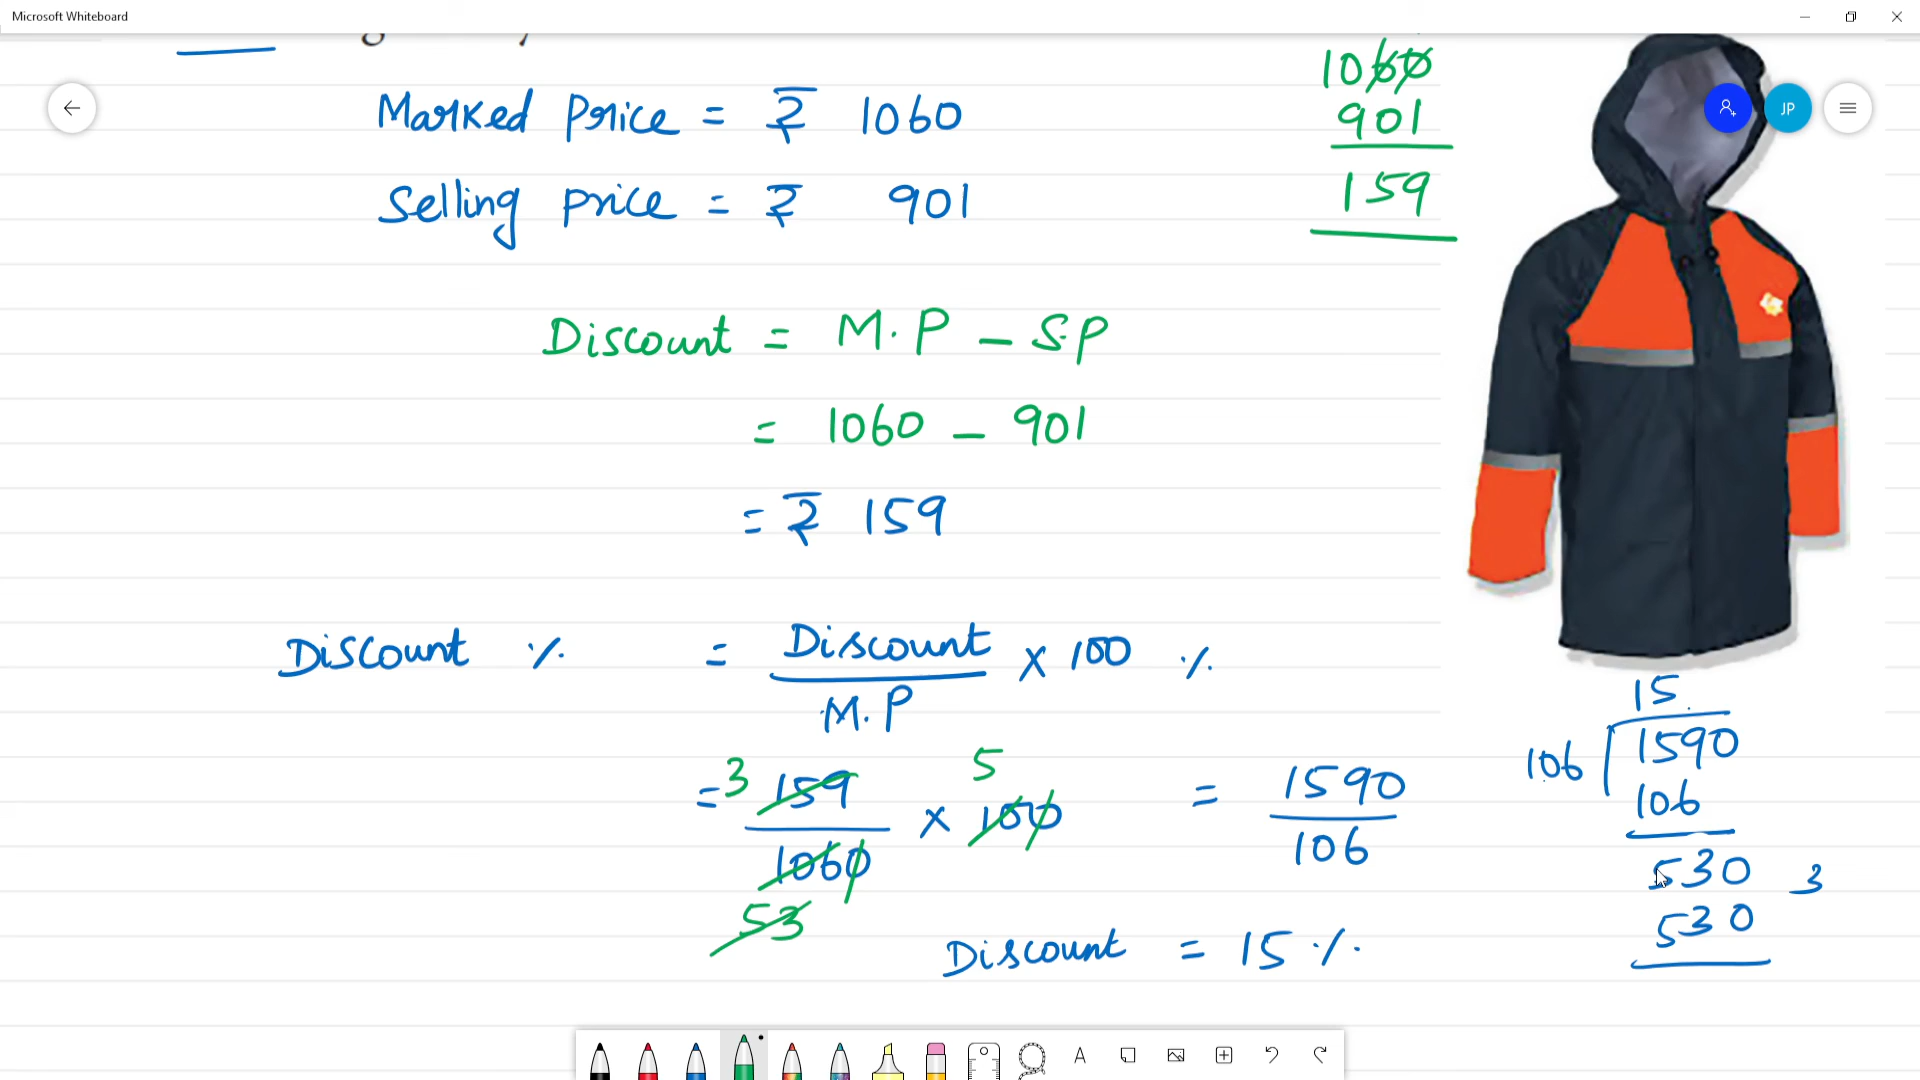 Microsoft Whiteboard
1060
901
159
JP
Marked Price = ₹ 1060
Selling price = ₹ 901
Discount = M.P - S.P
= 1060 - 901
= ₹ 159
Discount % = Discount / M.P × 100 %
= 3 159 / 1060 53 × 5 100 = 1590 / 106
Discount = 15 %.
15.
106 1590
106
530 3
530
A